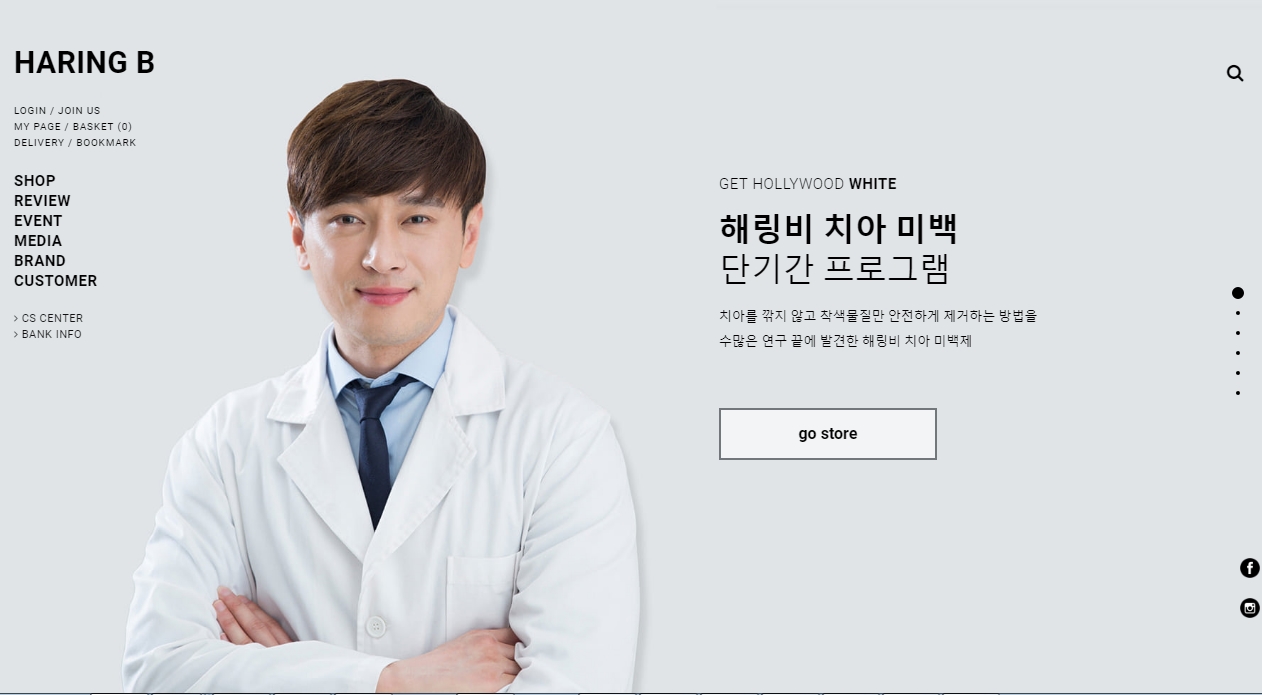 HARING B
LOGIN / JOIN US
MY PAGE / BASKET (0)
DELIVERY / BOOKMARK
SHOP
REVIEW
EVENT
MEDIA
BRAND
CUSTOMER
> CS CENTER
> BANK INFO
GET HOLLYWOOD WHITE
해링비 치아 미백
단기간 프로그램
치아를 깎지 않고 착색물질만 안전하게 제거하는 방법을
수많은 연구 끝에 발견한 해링비 치아 미백제
go store